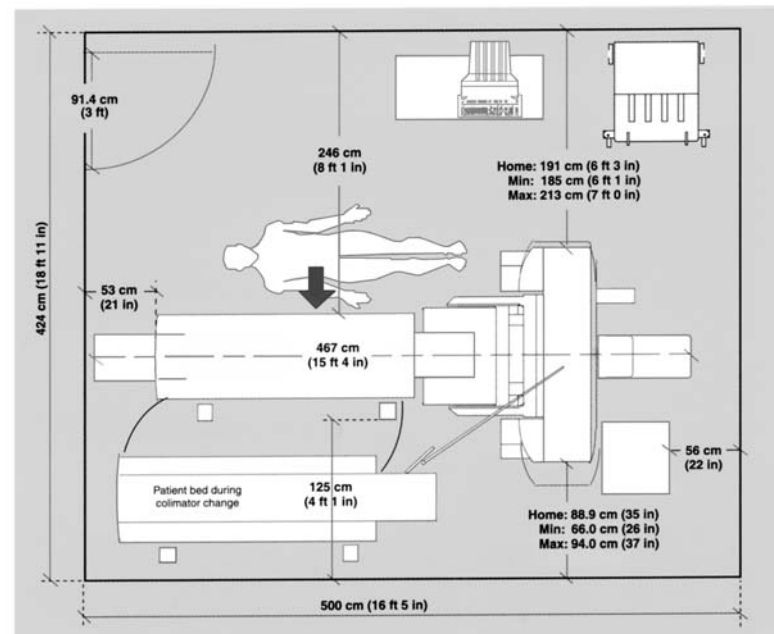 91.4 cm
(3 ft)
246 cm
(8 ft 1 in)
Home: 191 cm (6 ft 3 in)
Min: 185 cm (6 ft 1 in)
Max: 213 cm (7 ft 0 in)
424 cm (18 ft 11 in)
53 cm
(21 in)
467 cm
(15 ft 4 in)
56 cm
(22 in)
Patient bed during
colimator change
125 cm
(4 ft 1 in)
Home: 88.9 cm (35 in)
Min: 66.0 cm (26 in)
Max: 94.0 cm (37 in)
500 cm (16 ft 5 in)